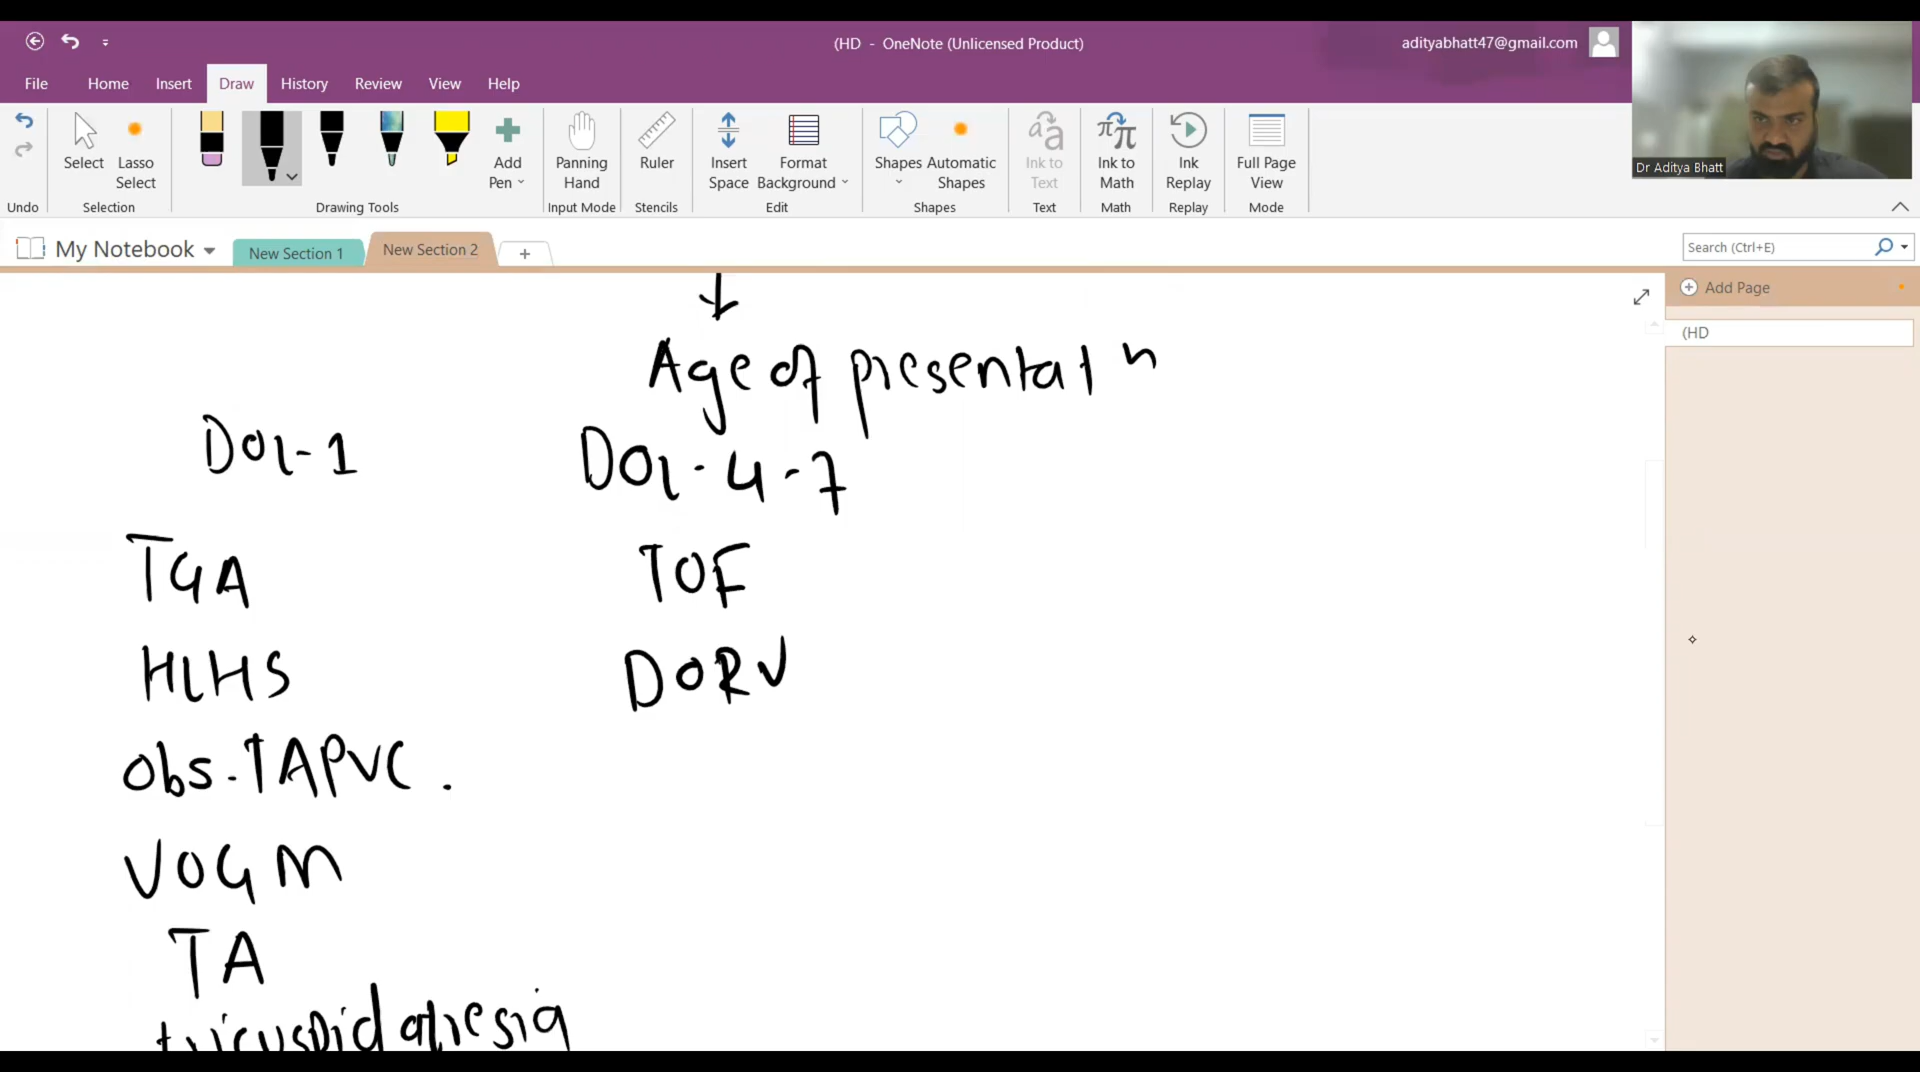 (HD - OneNote (Unlicensed Product)
adityabhatt47@gmail.com
File Home Insert Draw History Review View Help
Select
Lasso Select
Add Pen
Panning Hand
Ruler
Insert Space
Format Background
Shapes
Automatic Shapes
Ink to Text
Ink to Math
Ink Replay
Full Page View
Undo Selection Drawing Tools Input Mode Stencils Edit Shapes Text Math Replay Mode
Dr Aditya Bhatt
My Notebook New Section 1 New Section 2
Search (Ctrl+E)
Add Page
(HD
Age of presentat n
DOL-1 DOL-4-7
TGA TOF
HLHS DORV
Obs-TAPVC.
VOGM
TA
tricuspid atresia